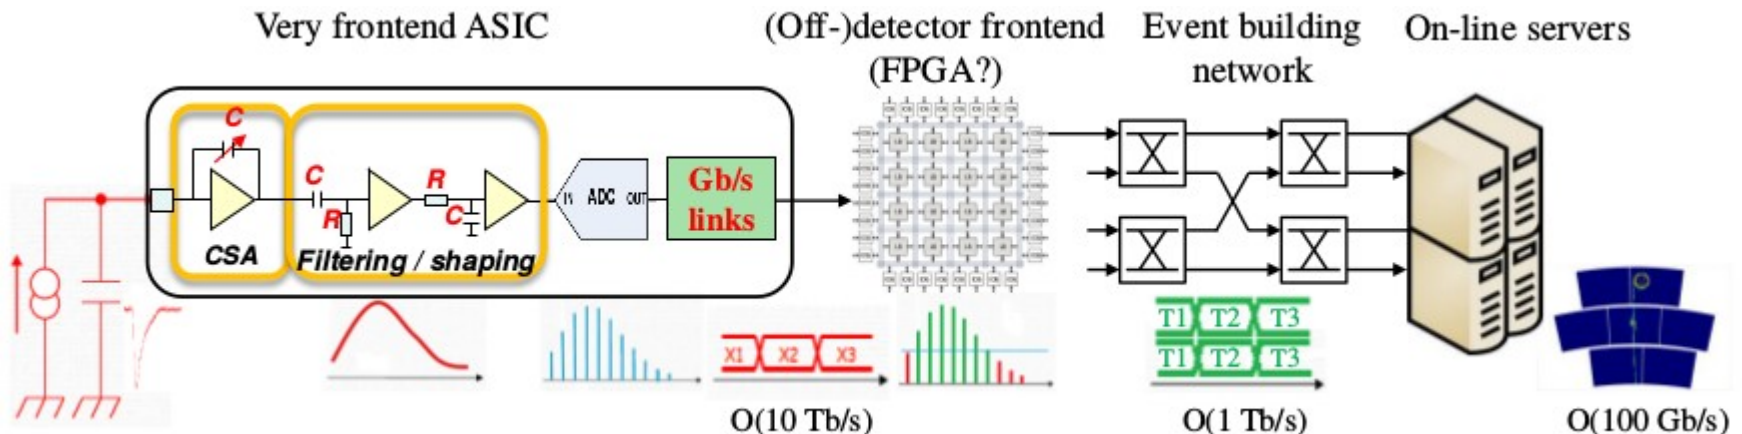 Very frontend ASIC
(Off-)detector frontend
(FPGA?)
Event building
network
On-line servers
C
CSA
C
R
R
C
Filtering / shaping
IN ADC OUT
Gb/s
links
X1 X2 X3
T1 T2 T3
T1 T2 T3
O(10 Tb/s)
O(1 Tb/s)
O(100 Gb/s)